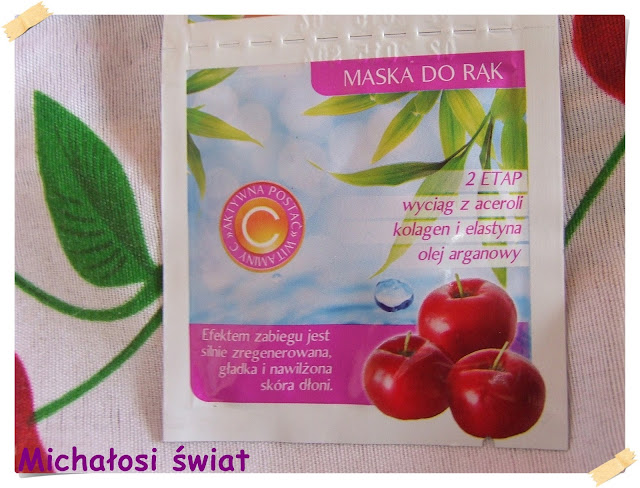 MASKA DO RĄK
2 ETAP
wyciąg z aceroli
kolagen i elastyna
olej arganowy
»AKTYWNA POSTAĆ» WITAMINY C
C
Efektem zabiegu jest
silnie zregenerowana,
gładka i nawilżona
skóra dłoni.
Michałosi świat